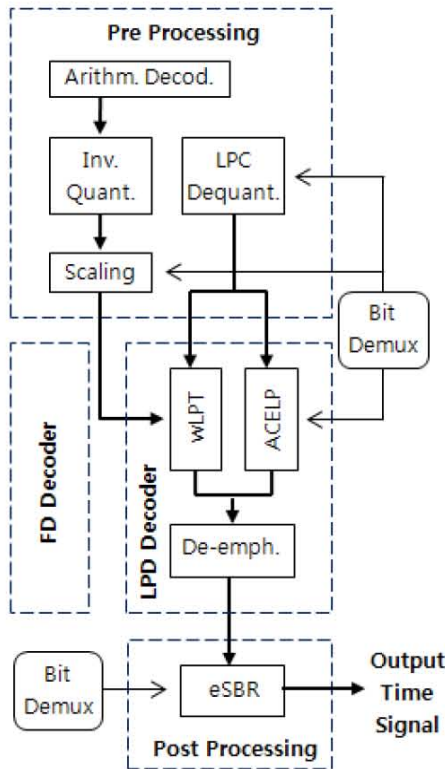 Pre Processing
Arithm. Decod.
Inv.
Quant.
LPC
Dequant.
Scaling
Bit
Demux
FD Decoder
LPD Decoder
wLPT
ACELP
De-emph.
Bit
Demux
eSBR
Output
Time
Signal
Post Processing